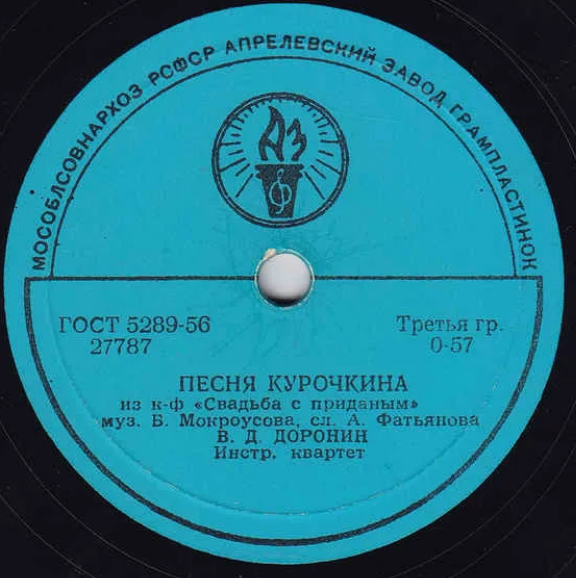 МОСОБЛСОВНАРХОЗ РСФСР АПРЕЛЕВСКИЙ ЗАВОД ГРАМПЛАСТИНОК
АЗ
ГОСТ 5289-56
27787
Третья гр.
0-57
ПЕСНЯ КУРОЧКИНА
из к-ф «Свадьба с приданым»
муз. Б. Мокроусова, сл. А. Фатьянова
В. Д. ДОРОНИН
Инстр. квартет